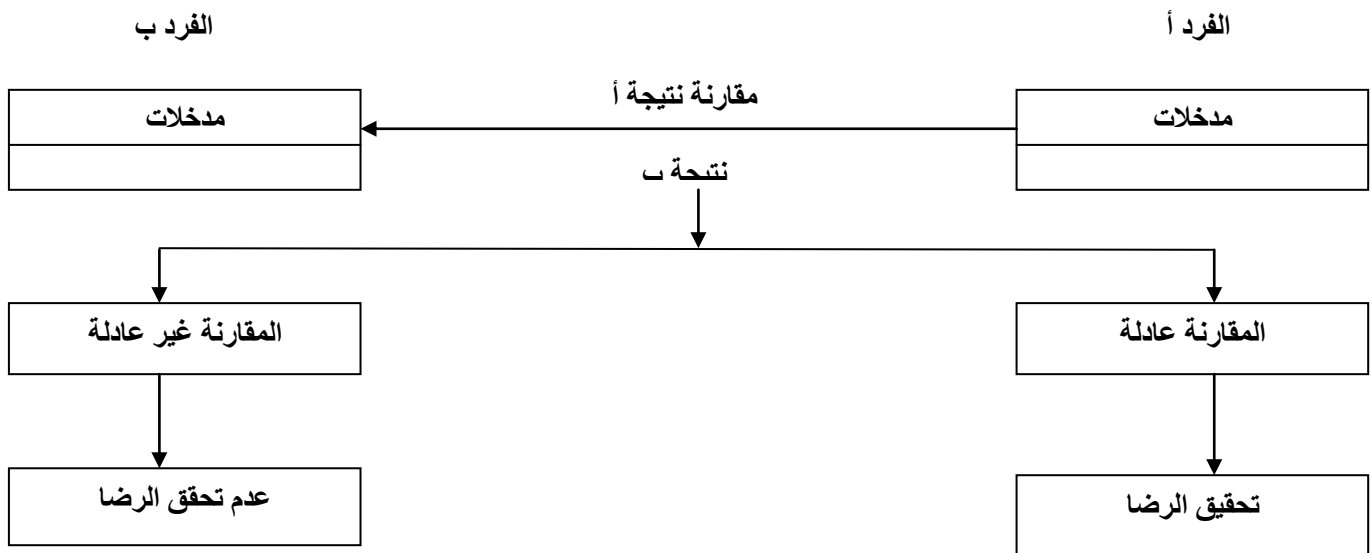 الفرد أ
الفرد ب
مقارنة نتيجة أ
مدخلات
مدخلات
نتيجة ب
المقارنة عادلة
المقارنة غير عادلة
تحقيق الرضا
عدم تحقق الرضا